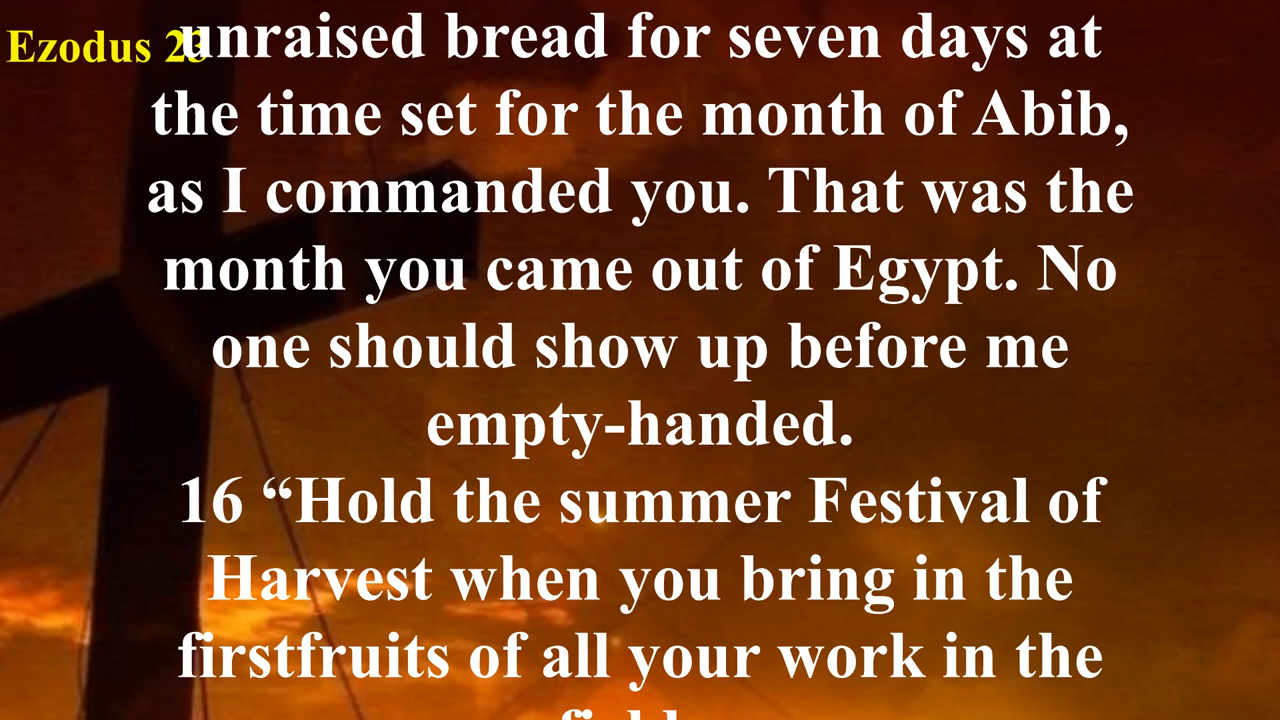 Ezodus 23
unraised bread for seven days at
the time set for the month of Abib,
as I commanded you. That was the
month you came out of Egypt. No
one should show up before me
empty-handed.
16 “Hold the summer Festival of
Harvest when you bring in the
firstfruits of all your work in the